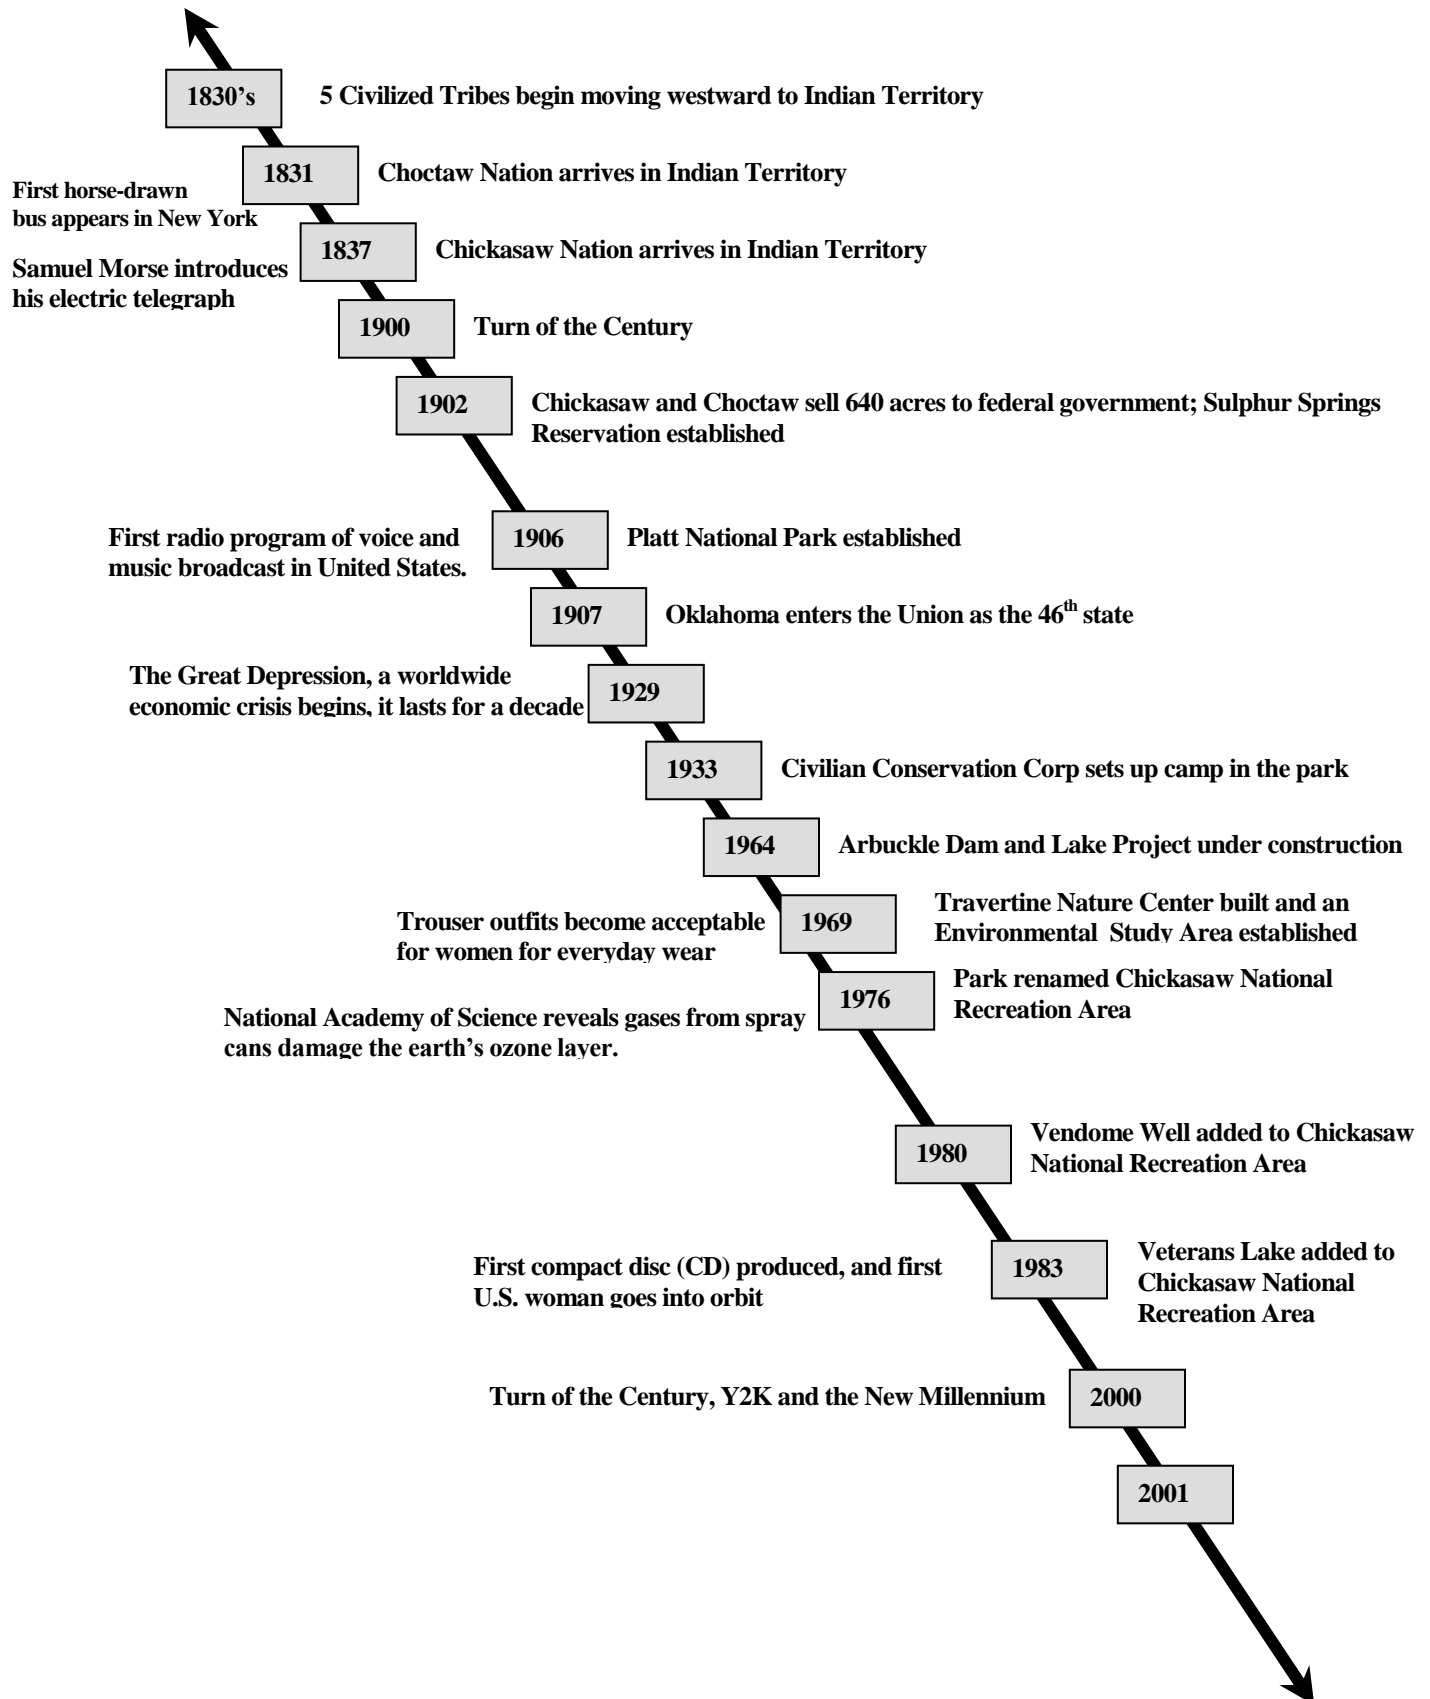 1830's
5 Civilized Tribes begin moving westward to Indian Territory
1831
Choctaw Nation arrives in Indian Territory
First horse-drawn
bus appears in New York
1837
Chickasaw Nation arrives in Indian Territory
Samuel Morse introduces
his electric telegraph
1900
Turn of the Century
1902
Chickasaw and Choctaw sell 640 acres to federal government; Sulphur Springs
Reservation established
First radio program of voice and
music broadcast in United States.
1906
Platt National Park established
1907
Oklahoma enters the Union as the 46th state
The Great Depression, a worldwide
economic crisis begins, it lasts for a decade
1929
1933
Civilian Conservation Corp sets up camp in the park
1964
Arbuckle Dam and Lake Project under construction
Trouser outfits become acceptable
for women for everyday wear
1969
Travertine Nature Center built and an
Environmental  Study Area established
1976
Park renamed Chickasaw National
Recreation Area
National Academy of Science reveals gases from spray
cans damage the earth's ozone layer.
1980
Vendome Well added to Chickasaw
National Recreation Area
First compact disc (CD) produced, and first
U.S. woman goes into orbit
1983
Veterans Lake added to
Chickasaw National
Recreation Area
Turn of the Century, Y2K and the New Millennium
2000
2001